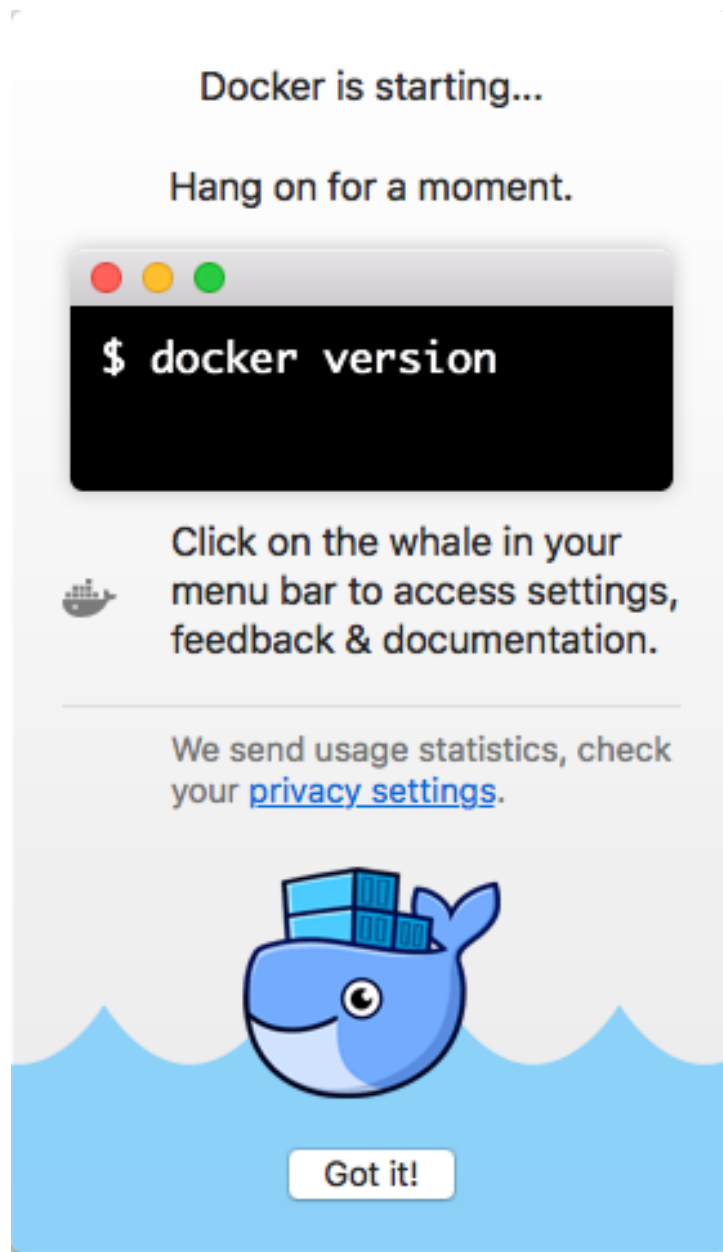 Docker is starting...
Hang on for a moment.
$ docker version
Click on the whale in your
menu bar to access settings,
feedback & documentation.
We send usage statistics, check
your privacy settings.
Got it!